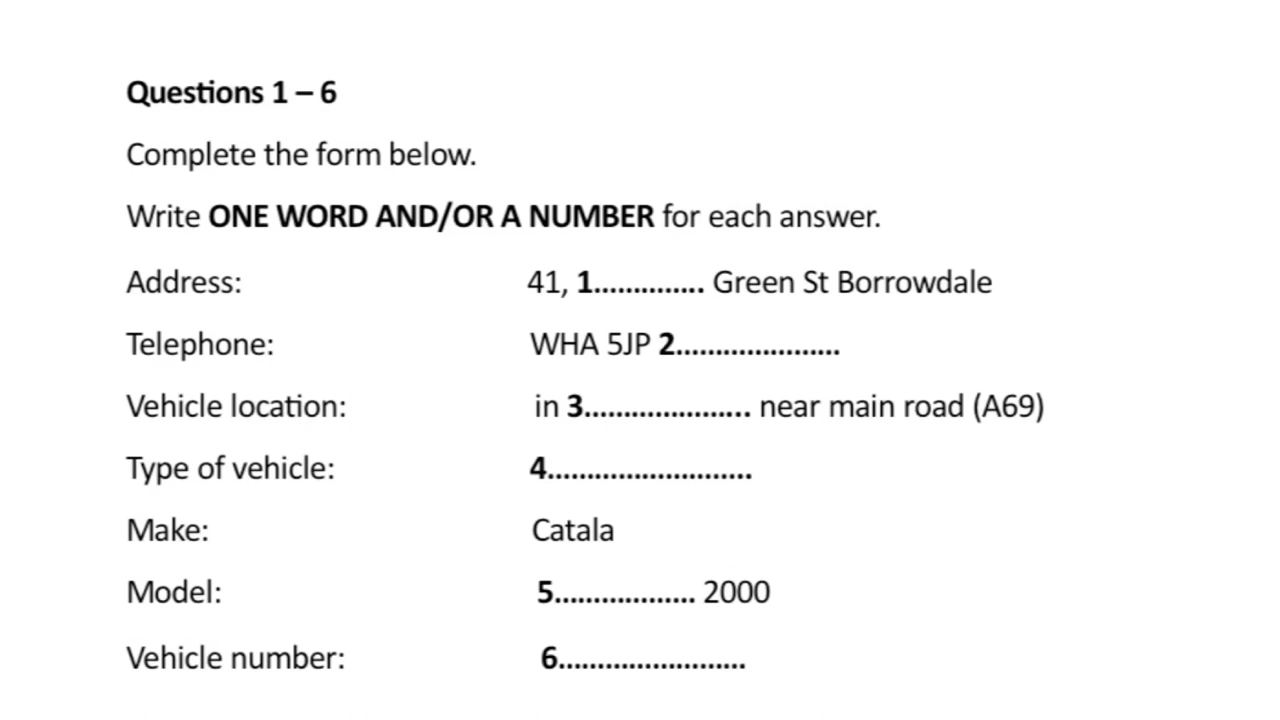 Questions 1 – 6
Complete the form below.
Write ONE WORD AND/OR A NUMBER for each answer.
Address: 41, 1.............. Green St Borrowdale
Telephone: WHA 5JP 2.....................
Vehicle location: in 3..................... near main road (A69)
Type of vehicle: 4..........................
Make: Catala
Model: 5.................. 2000
Vehicle number: 6........................